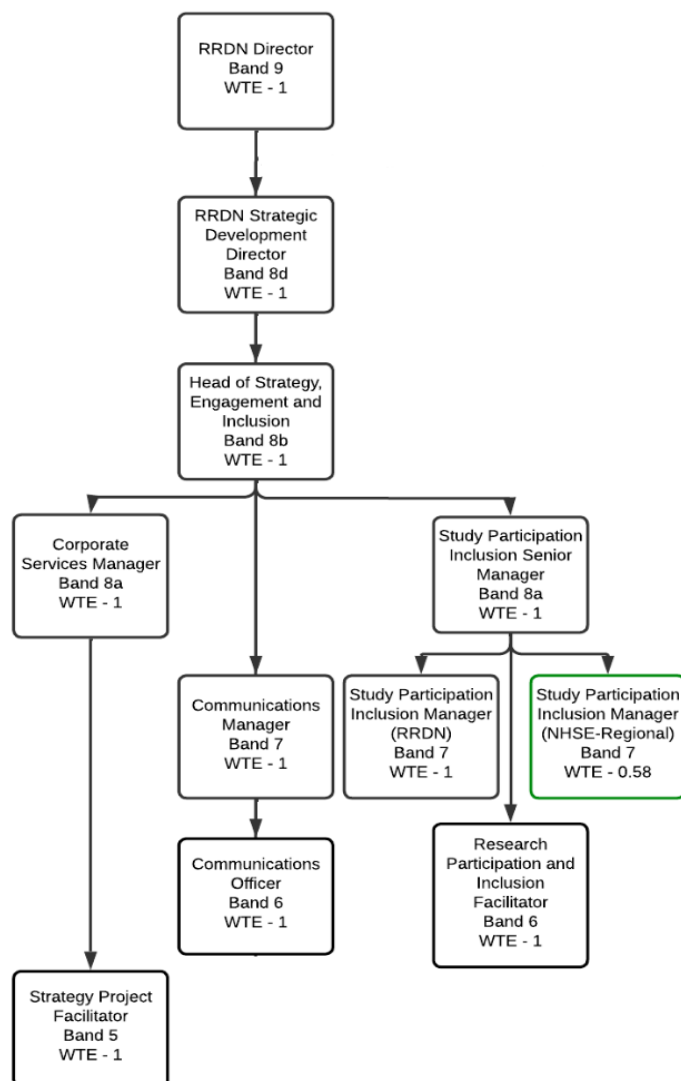 RRDN Director
Band 9
WTE - 1
RRDN Strategic
Development
Director
Band 8d
WTE - 1
Head of Strategy,
Engagement and
Inclusion
Band 8b
WTE - 1
Corporate
Services Manager
Band 8a
WTE - 1
Study Participation
Inclusion Senior
Manager
Band 8a
WTE - 1
Communications
Manager
Band 7
WTE - 1
Study Participation
Inclusion Manager
(RRDN)
Band 7
WTE - 1
Study Participation
Inclusion Manager
(NHSE-Regional)
Band 7
WTE - 0.58
Communications
Officer
Band 6
WTE - 1
Research
Participation and
Inclusion
Facilitator
Band 6
WTE - 1
Strategy Project
Facilitator
Band 5
WTE - 1